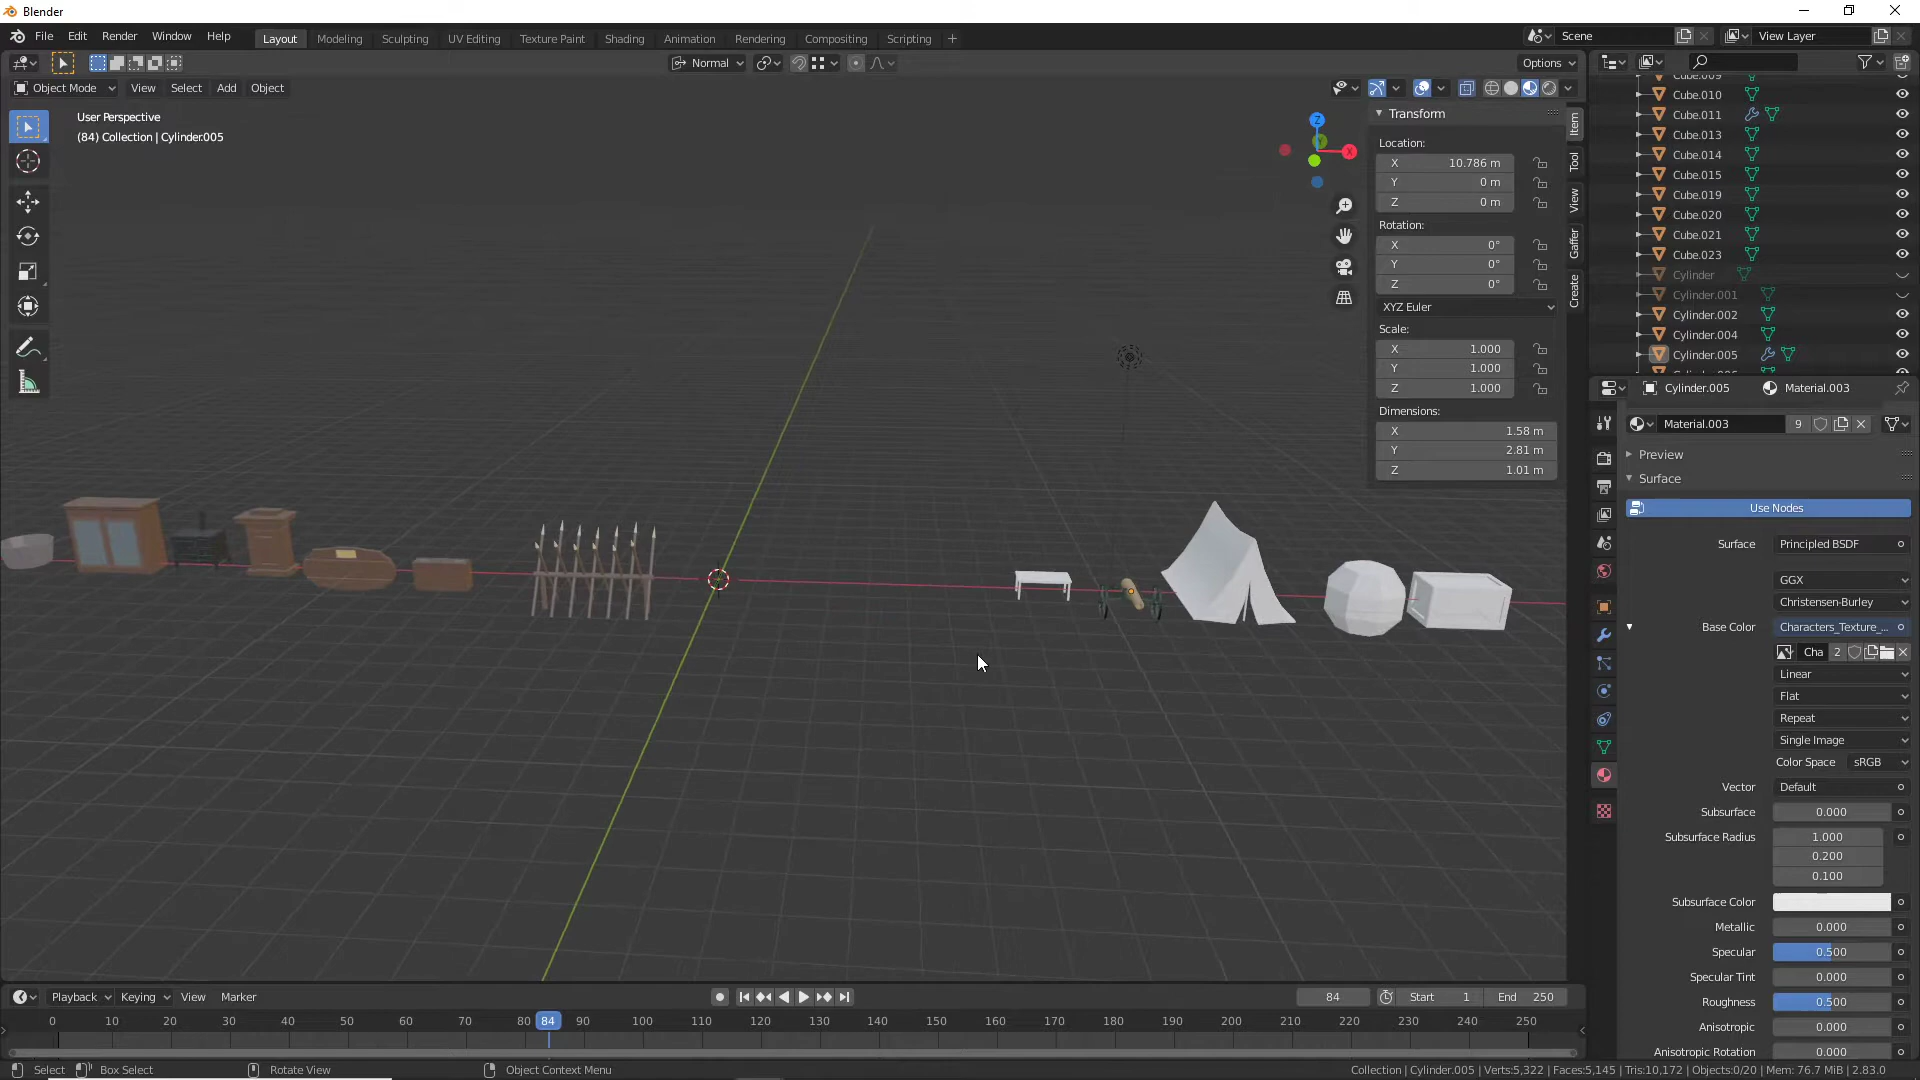 Blender
File Edit Render Window Help
Layout Modeling Sculpting UV Editing Texture Paint Shading Animation Rendering Compositing Scripting
Scene
View Layer
Normal
Options
Object Mode View Select Add Object
User Perspective
(84) Collection | Cylinder.005
Z
X
Transform
Location:
X 10.786 m
Y 0 m
Z 0 m
Rotation:
X 0°
Y 0°
Z 0°
XYZ Euler
Scale:
X 1.000
Y 1.000
Z 1.000
Dimensions:
X 1.58 m
Y 2.81 m
Z 1.01 m
Item
Tool
View
Gaffer
Create
Cube.009
Cube.010
Cube.011
Cube.013
Cube.014
Cube.015
Cube.019
Cube.020
Cube.021
Cube.023
Cylinder
Cylinder.001
Cylinder.002
Cylinder.004
Cylinder.005
Cylinder.005 Material.003
Material.003 9
Preview
Surface
Use Nodes
Surface Principled BSDF
GGX
Christensen-Burley
Base Color Characters_Texture_...
Cha 2
Linear
Flat
Repeat
Single Image
Color Space sRGB
Vector Default
Subsurface 0.000
Subsurface Radius 1.000
0.200
0.100
Subsurface Color
Metallic 0.000
Specular 0.500
Specular Tint 0.000
Roughness 0.500
Anisotropic 0.000
Anisotropic Rotation 0.000
Playback Keying View Marker
84
Start 1
End 250
0 10 20 30 40 50 60 70 80 84 90 100 110 120 130 140 150 160 170 180 190 200 210 220 230 240 250
Select Box Select Rotate View Object Context Menu
Collection | Cylinder.005 | Verts:5,322 | Faces:5,145 | Tris:10,172 | Objects:0/20 | Mem: 76.7 MiB | 2.83.0